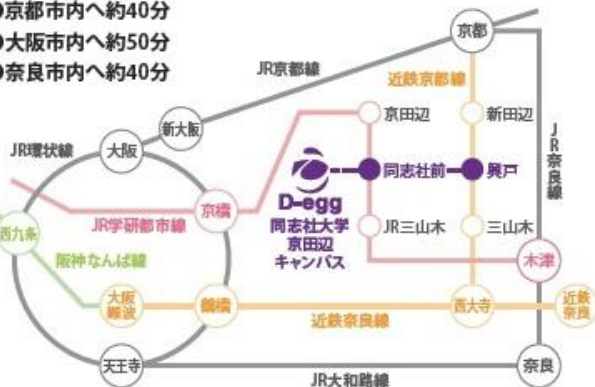 京都市内へ約40分
大阪市内へ約50分
奈良市内へ約40分
京都
JR京都線
近鉄京都線
新大阪
京田辺
新田辺
JR環状線
大阪
JR奈良線
D-egg
同志社大学
京田辺
キャンパス
同志社前
興戸
京橋
JR学研都市線
JR三山木
三山木
西九条
阪神なんば線
木津
大阪
難波
鶴橋
近鉄奈良線
西大寺
近鉄
奈良
天王寺
JR大和路線
奈良